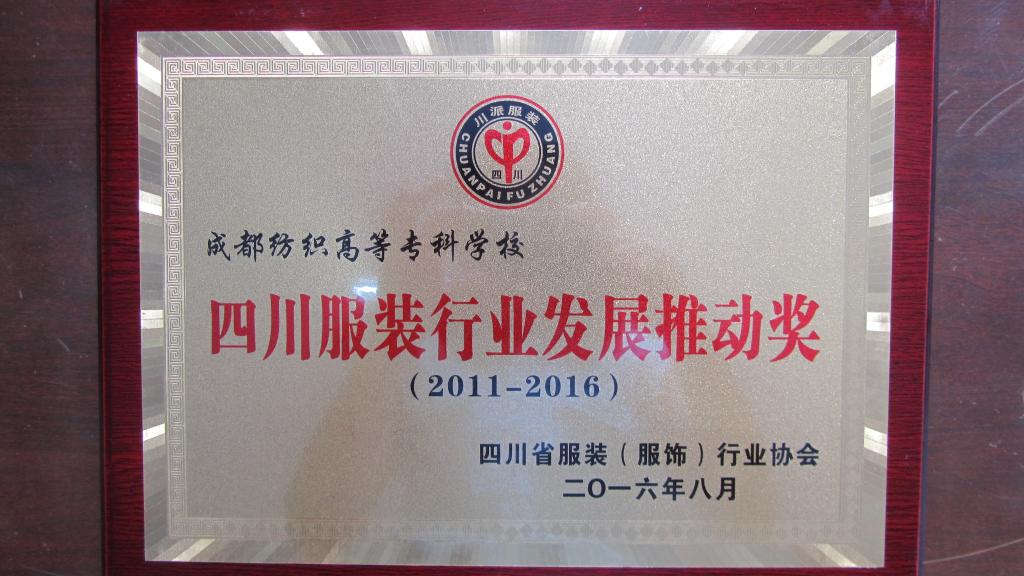 川派服装
四川
CHUANPAI FU ZHUANG
成都纺织高等专科学校
四川服装行业发展推动奖
（2011-2016）
四川省服装（服饰）行业协会
二O一六年八月